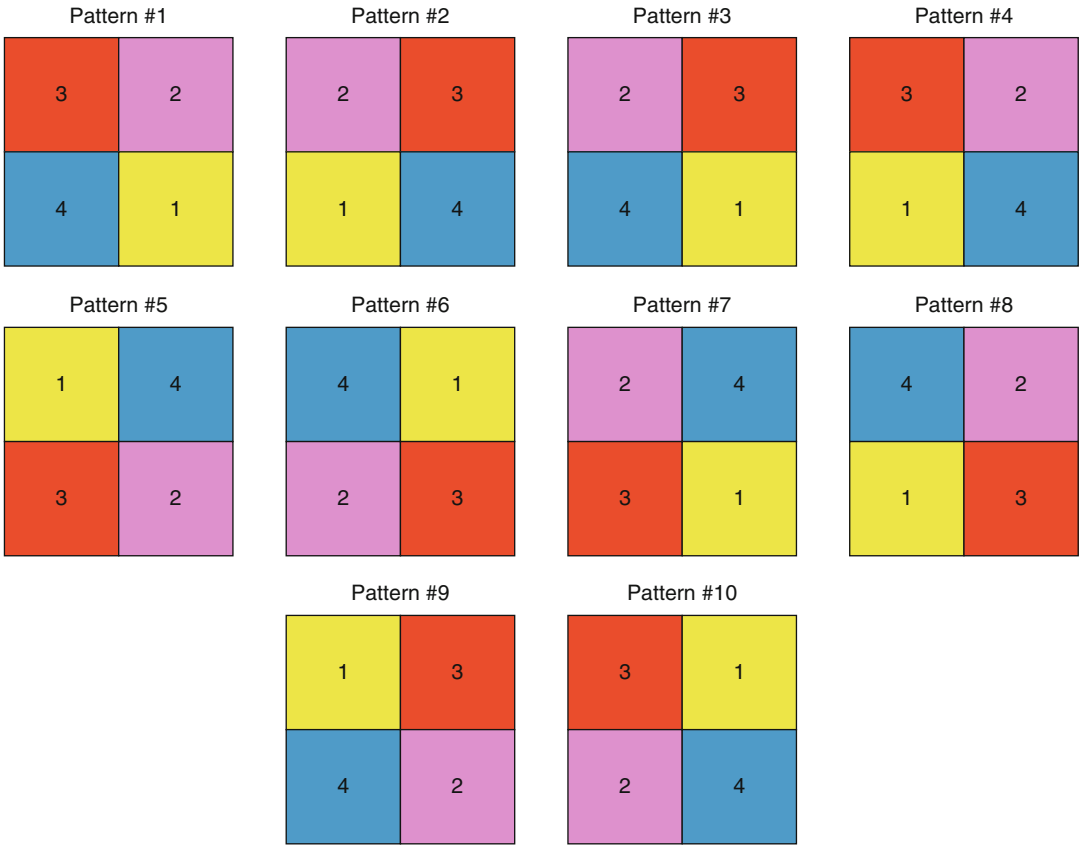 Pattern #1 Pattern #2 Pattern #3 Pattern #4
3 2 2 3 2 3 3 2
4 1 1 4 4 1 1 4
Pattern #5 Pattern #6 Pattern #7 Pattern #8
1 4 4 1 2 4 4 2
3 2 2 3 3 1 1 3
Pattern #9 Pattern #10
1 3 3 1
4 2 2 4